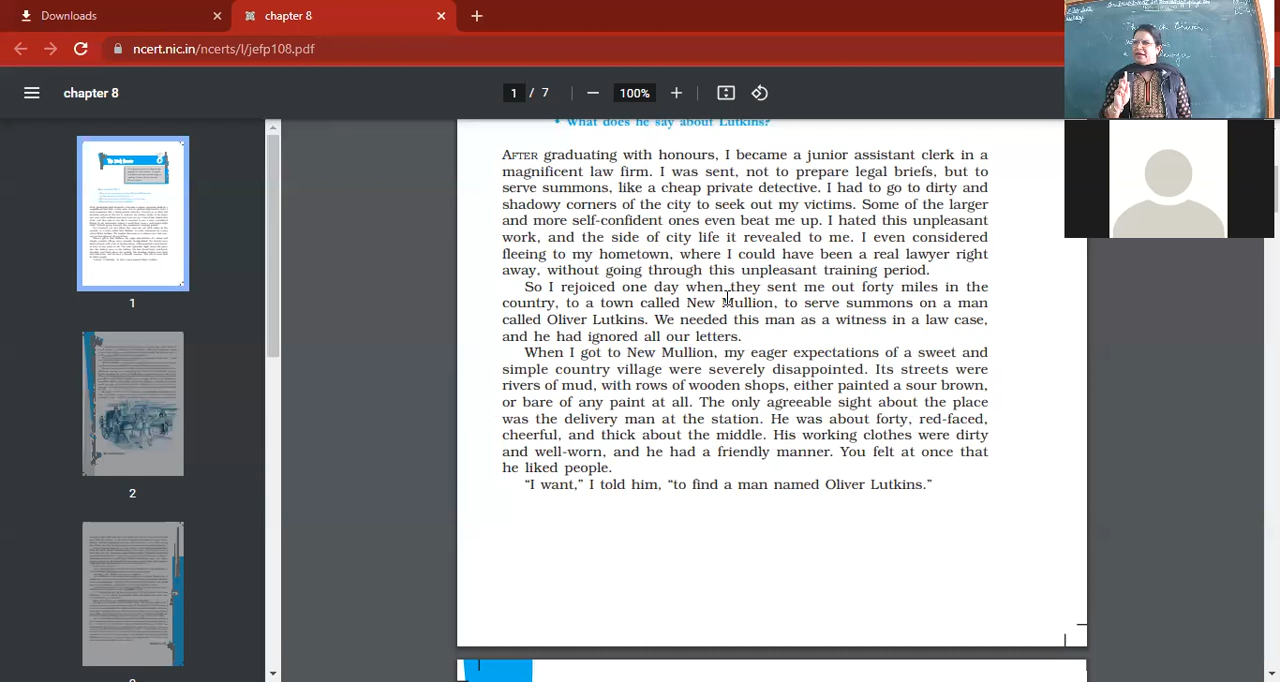 Downloads
chapter 8
ncert.nic.in/ncerts/l/jefp108.pdf
chapter 8
1 / 7
100%
• What does he say about Lutkins?
AFTER graduating with honours, I became a junior assistant clerk in a
magnificent law firm. I was sent, not to prepare legal briefs, but to
serve summons, like a cheap private detective. I had to go to dirty and
shadowy corners of the city to seek out my victims. Some of the larger
and more self-confident ones even beat me up. I hated this unpleasant
work, and the side of city life it revealed to me. I even considered
fleeing to my hometown, where I could have been a real lawyer right
away, without going through this unpleasant training period.
So I rejoiced one day when they sent me out forty miles in the
country, to a town called New Mullion, to serve summons on a man
called Oliver Lutkins. We needed this man as a witness in a law case,
and he had ignored all our letters.
When I got to New Mullion, my eager expectations of a sweet and
simple country village were severely disappointed. Its streets were
rivers of mud, with rows of wooden shops, either painted a sour brown,
or bare of any paint at all. The only agreeable sight about the place
was the delivery man at the station. He was about forty, red-faced,
cheerful, and thick about the middle. His working clothes were dirty
and well-worn, and he had a friendly manner. You felt at once that
he liked people.
“I want,” I told him, “to find a man named Oliver Lutkins.”
1
2